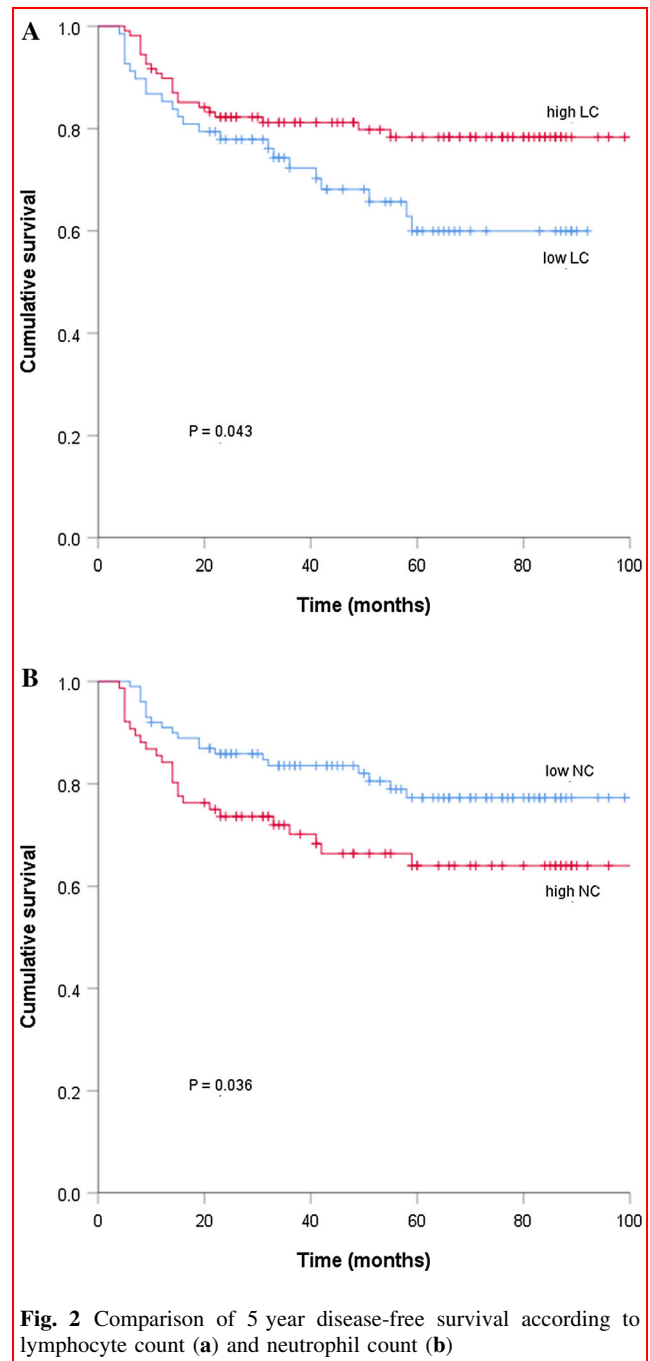 A
1.0
0.8
0.6
0.4
0.2
0.0
Cumulative survival
high LC
low LC
P = 0.043
0 20 40 60 80 100
Time (months)
B
1.0
0.8
0.6
0.4
0.2
0.0
Cumulative survival
low NC
high NC
P = 0.036
0 20 40 60 80 100
Time (months)
Fig. 2 Comparison of 5 year disease-free survival according to
lymphocyte count (a) and neutrophil count (b)